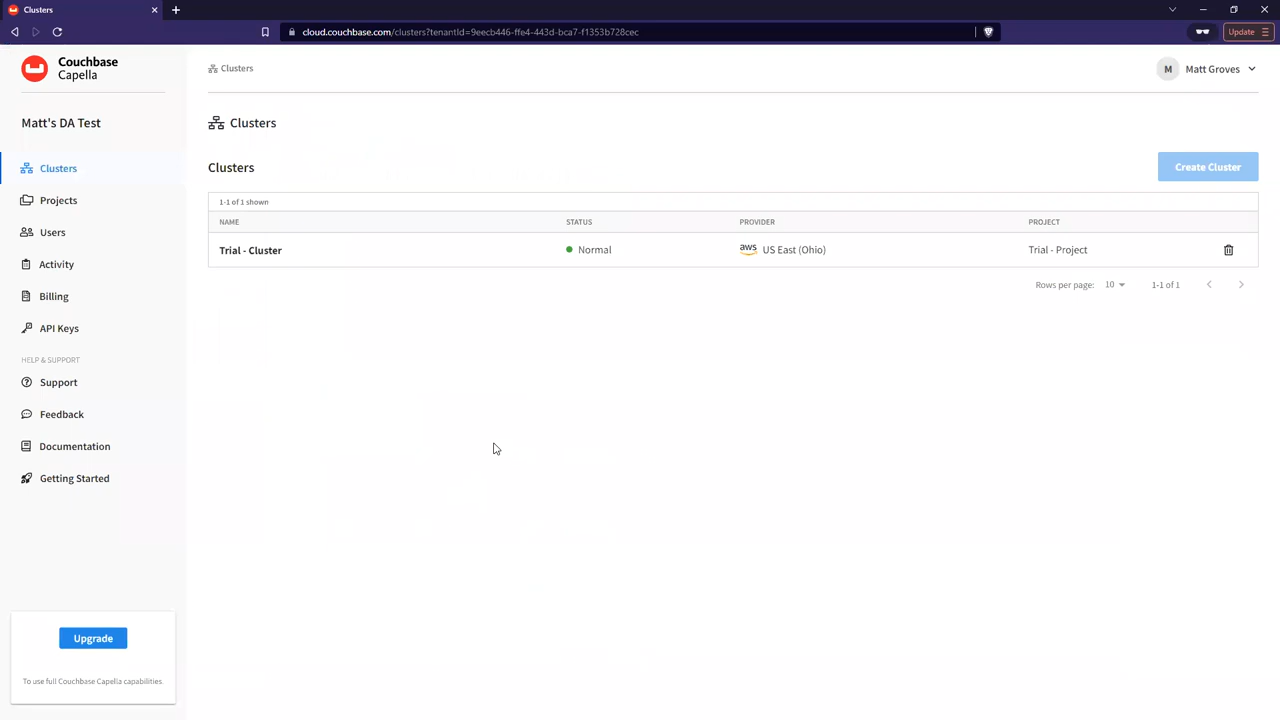 Clusters
cloud.couchbase.com/clusters?tenantId=9eecb446-ffe4-443d-bca7-f1353b728cec
Update
Couchbase
Capella
Clusters
M
Matt Groves
Matt's DA Test
Clusters
Clusters
Projects
Users
Activity
Billing
API Keys
HELP & SUPPORT
Support
Feedback
Documentation
Getting Started
Upgrade
To use full Couchbase Capella capabilities.
Clusters
Create Cluster
1-1 of 1 shown
NAME STATUS PROVIDER PROJECT
Trial - Cluster Normal aws US East (Ohio) Trial - Project
Rows per page: 10 1-1 of 1